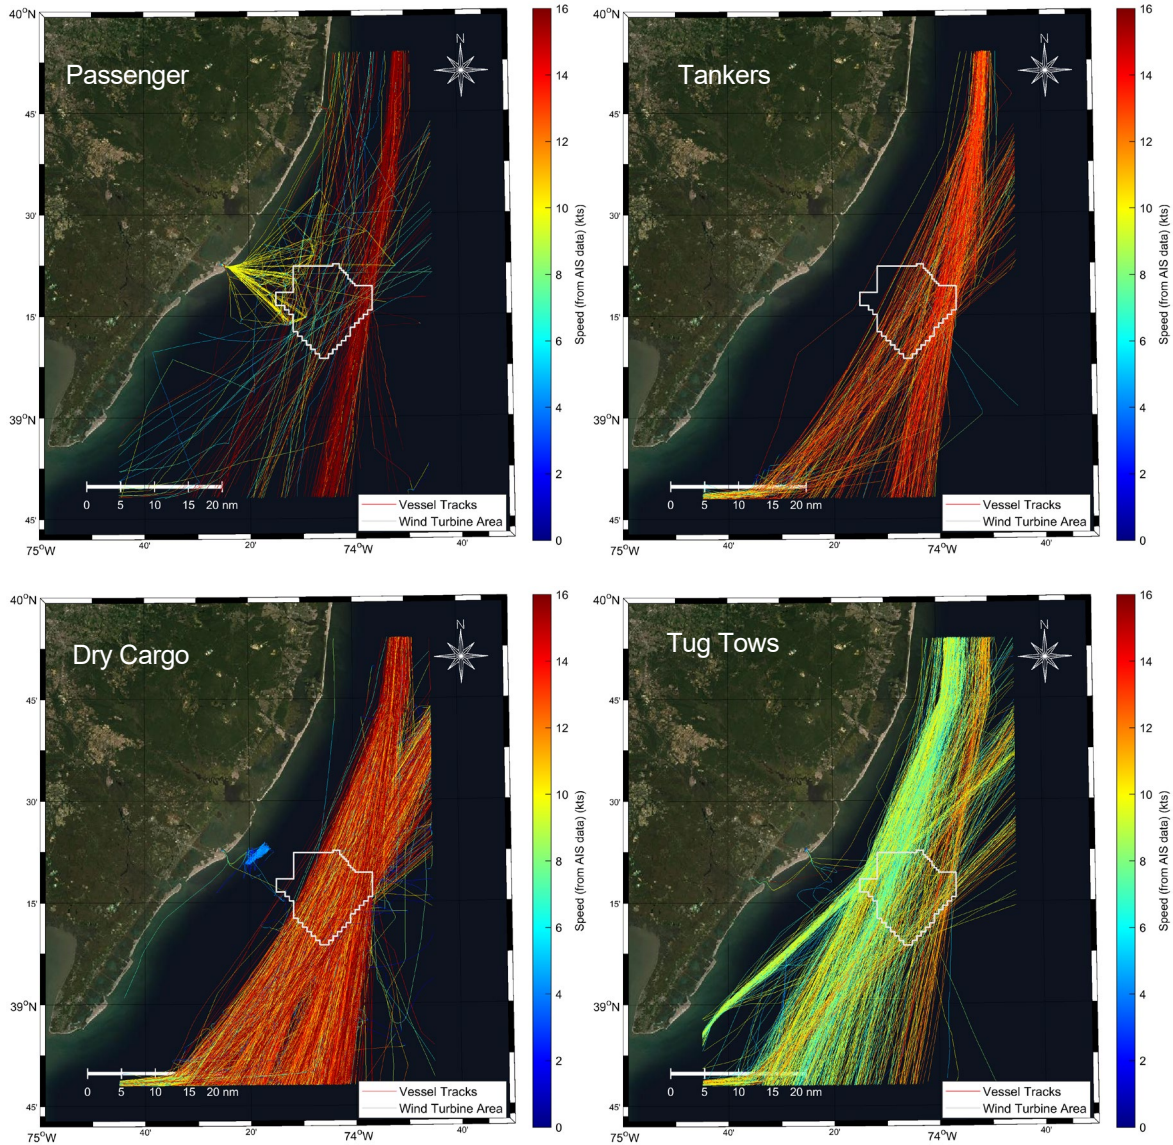 Passenger
N
40°N
45'
30'
15'
39°N
45'
75°W
40'
20'
74°W
40'
0 5 10 15 20 nm
Vessel Tracks
Wind Turbine Area
16
14
12
10
8
6
4
2
0
Speed (from AIS data) (kts)
Tankers
N
40°N
45'
30'
15'
39°N
45'
75°W
40'
20'
74°W
40'
0 5 10 15 20 nm
Vessel Tracks
Wind Turbine Area
16
14
12
10
8
6
4
2
0
Speed (from AIS data) (kts)
Dry Cargo
N
40°N
45'
30'
15'
39°N
45'
75°W
40'
20'
74°W
40'
0 5 10 15 20 nm
Vessel Tracks
Wind Turbine Area
16
14
12
10
8
6
4
2
0
Speed (from AIS data) (kts)
Tug Tows
N
40°N
45'
30'
15'
39°N
45'
75°W
40'
20'
74°W
40'
0 5 10 15 20 nm
Vessel Tracks
Wind Turbine Area
16
14
12
10
8
6
4
2
0
Speed (from AIS data) (kts)